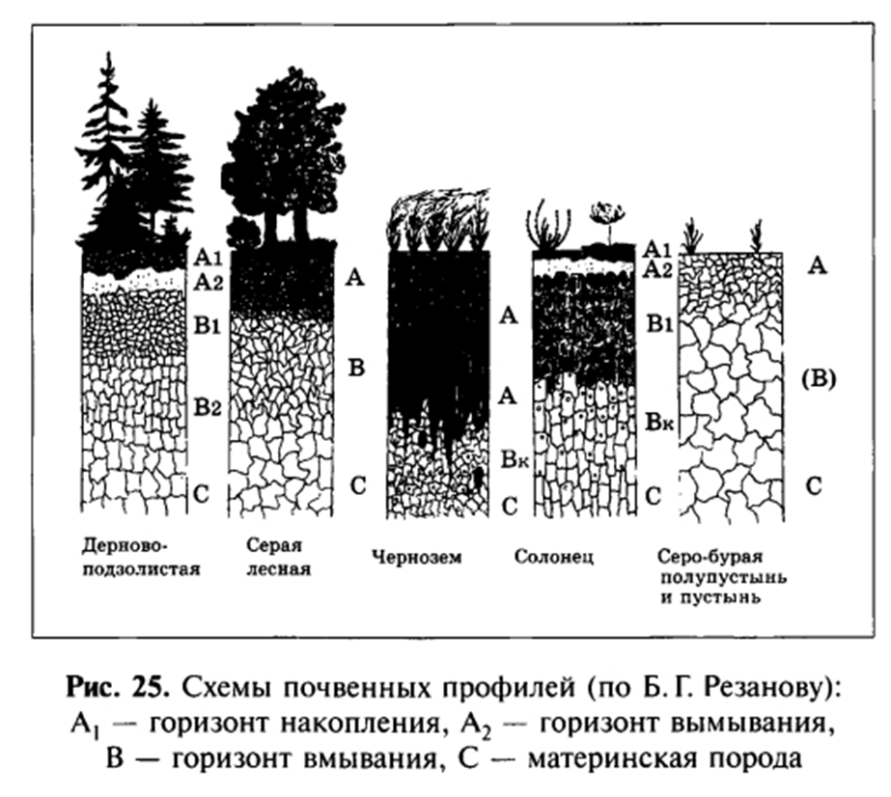 A1
A2
B1
B2
C
A
B
C
A
A
Bк
C
A1
A2
B1
Bк
C
A
(B)
C
Дерново-
подзолистая
Серая
лесная
Чернозем
Солонец
Серо-бурая
полупустынь
и пустынь
Рис. 25. Схемы почвенных профилей (по Б. Г. Резанову):
A₁ — горизонт накопления, A₂ — горизонт вымывания,
B — горизонт вмывания, C — материнская порода